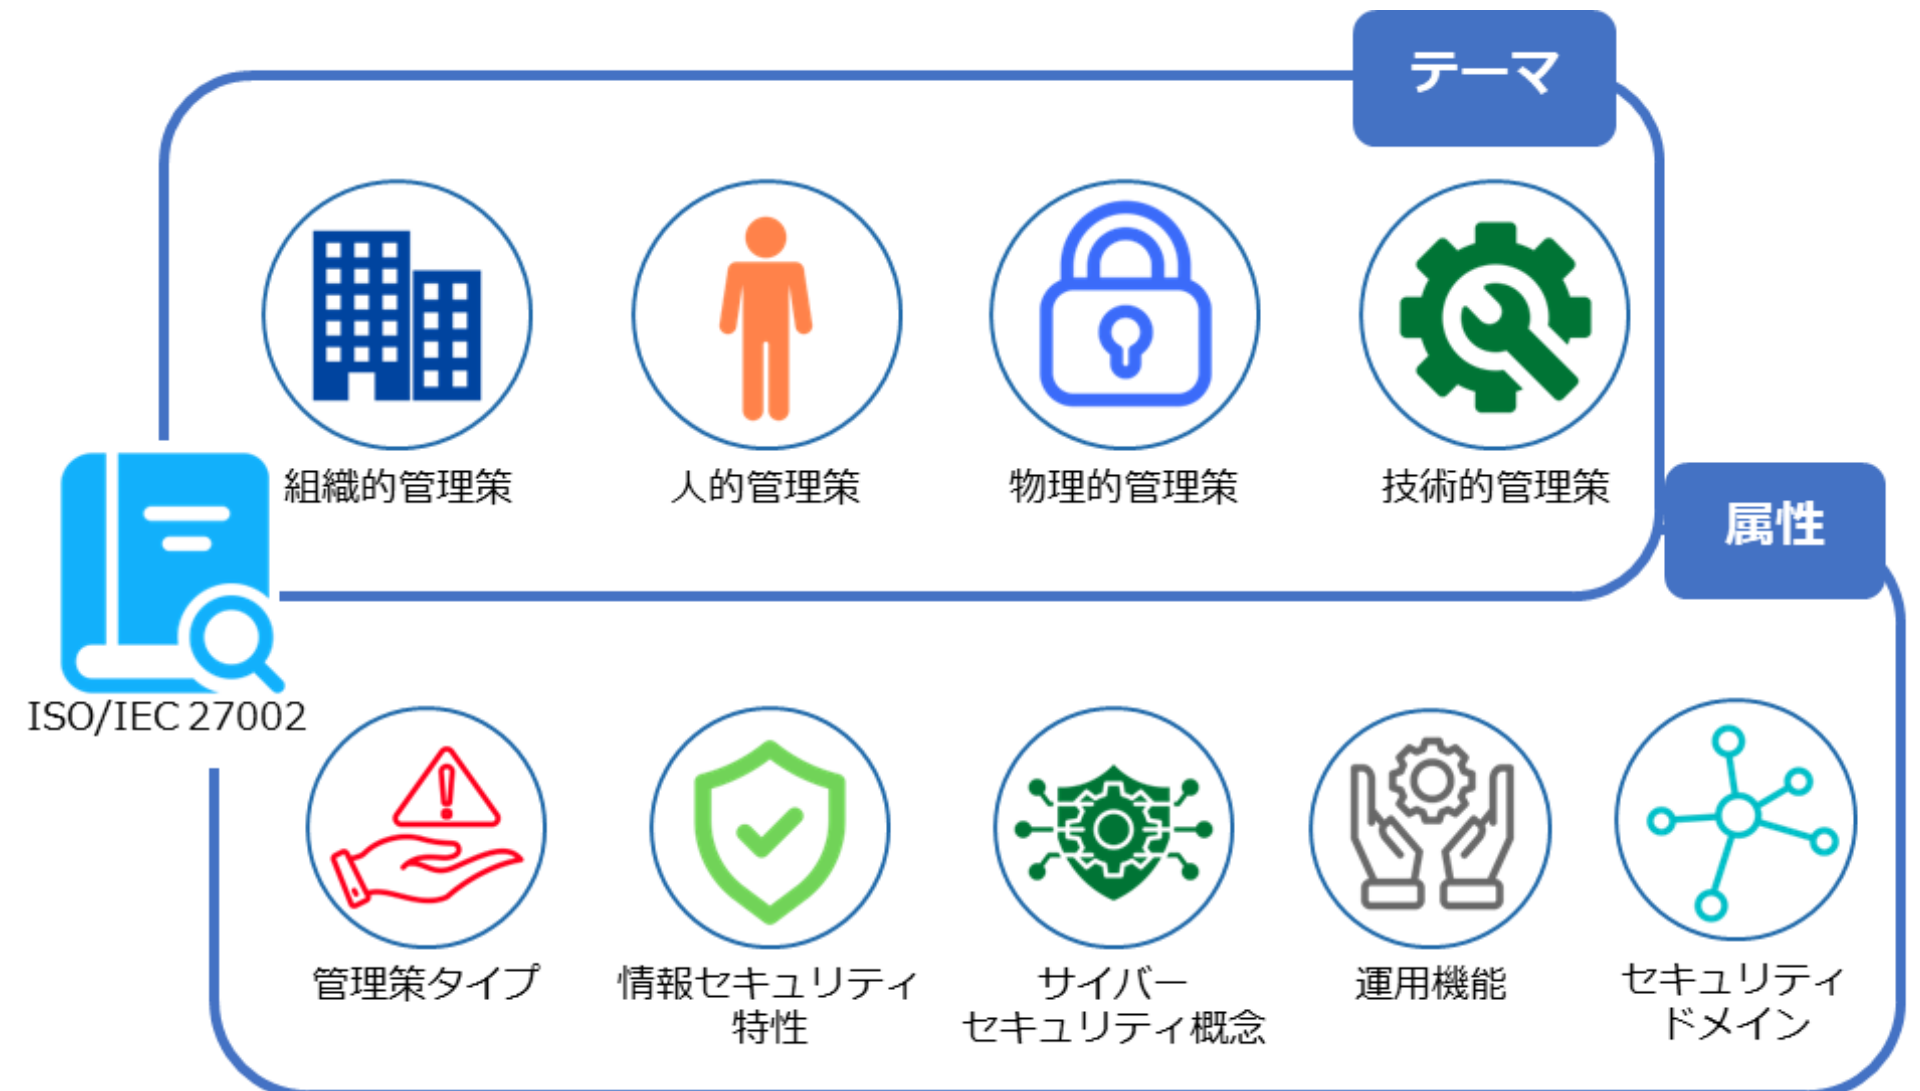 テーマ
組織的管理策
人的管理策
物理的管理策
技術的管理策
属性
ISO/IEC 27002
管理策タイプ
情報セキュリティ
特性
サイバー
セキュリティ概念
運用機能
セキュリティ
ドメイン